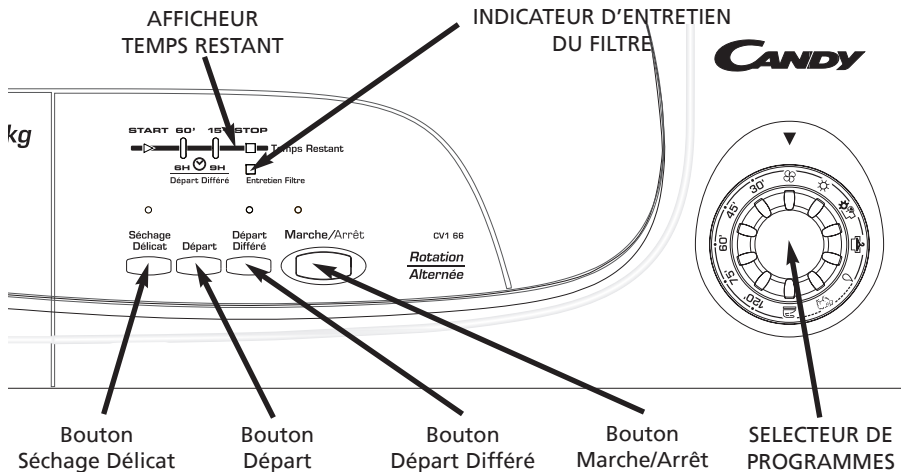 AFFICHEUR
TEMPS RESTANT
INDICATEUR D'ENTRETIEN
DU FILTRE
CANDY
kg
START 60' 15' STOP
Temps Restant
6H 9H
Départ Différé
Entretien Filtre
Séchage
Délicat
Départ
Départ
Différé
Marche/Arrêt
CV1 66
Rotation
Alternée
30'
45'
60'
75'
120'
Bouton
Séchage Délicat
Bouton
Départ
Bouton
Départ Différé
Bouton
Marche/Arrêt
SELECTEUR DE
PROGRAMMES